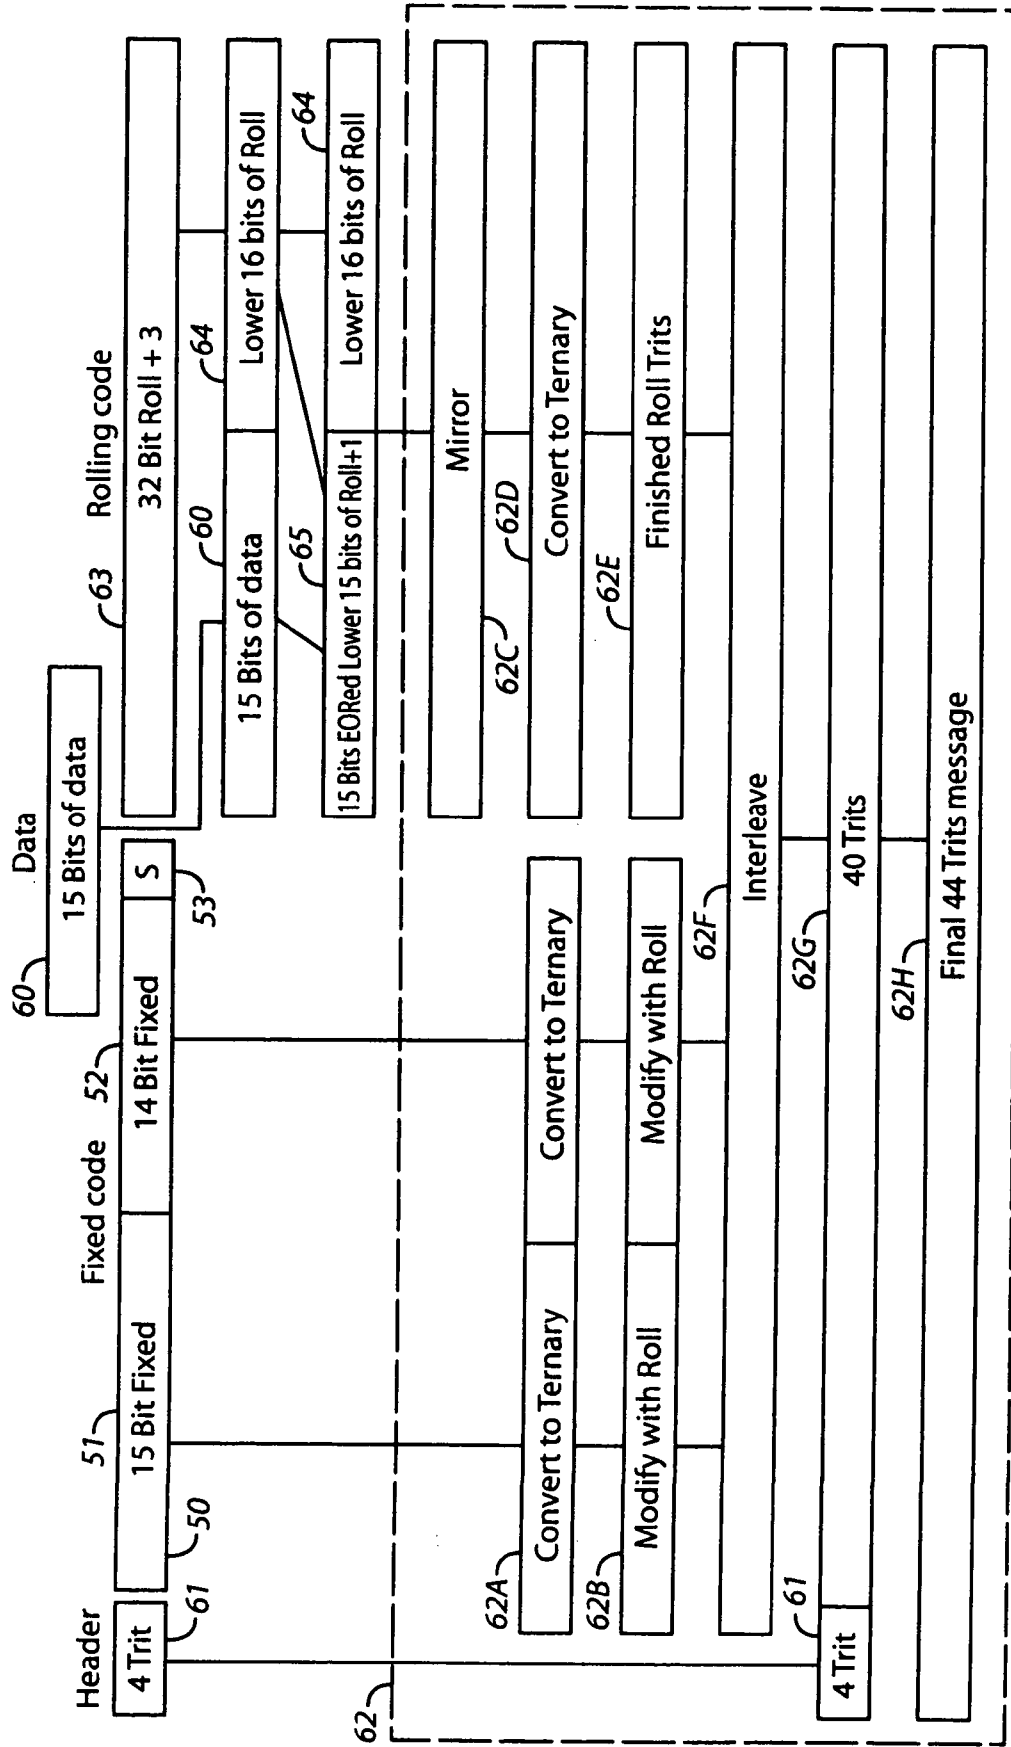 Header
Fixed code
Data
Rolling code
60
15 Bits of data
61
4 Trit
50
51
15 Bit Fixed
52
14 Bit Fixed
S
53
63
32 Bit Roll + 3
60
15 Bits of data
64
Lower 16 bits of Roll
65
15 Bits EORed Lower 15 bits of Roll+1
64
Lower 16 bits of Roll
62
Mirror
62C
62A
Convert to Ternary
Convert to Ternary
62D
Convert to Ternary
62B
Modify with Roll
Modify with Roll
62E
Finished Roll Trits
62F
Interleave
61
4 Trit
62G
40 Trits
62H
Final 44 Trits message